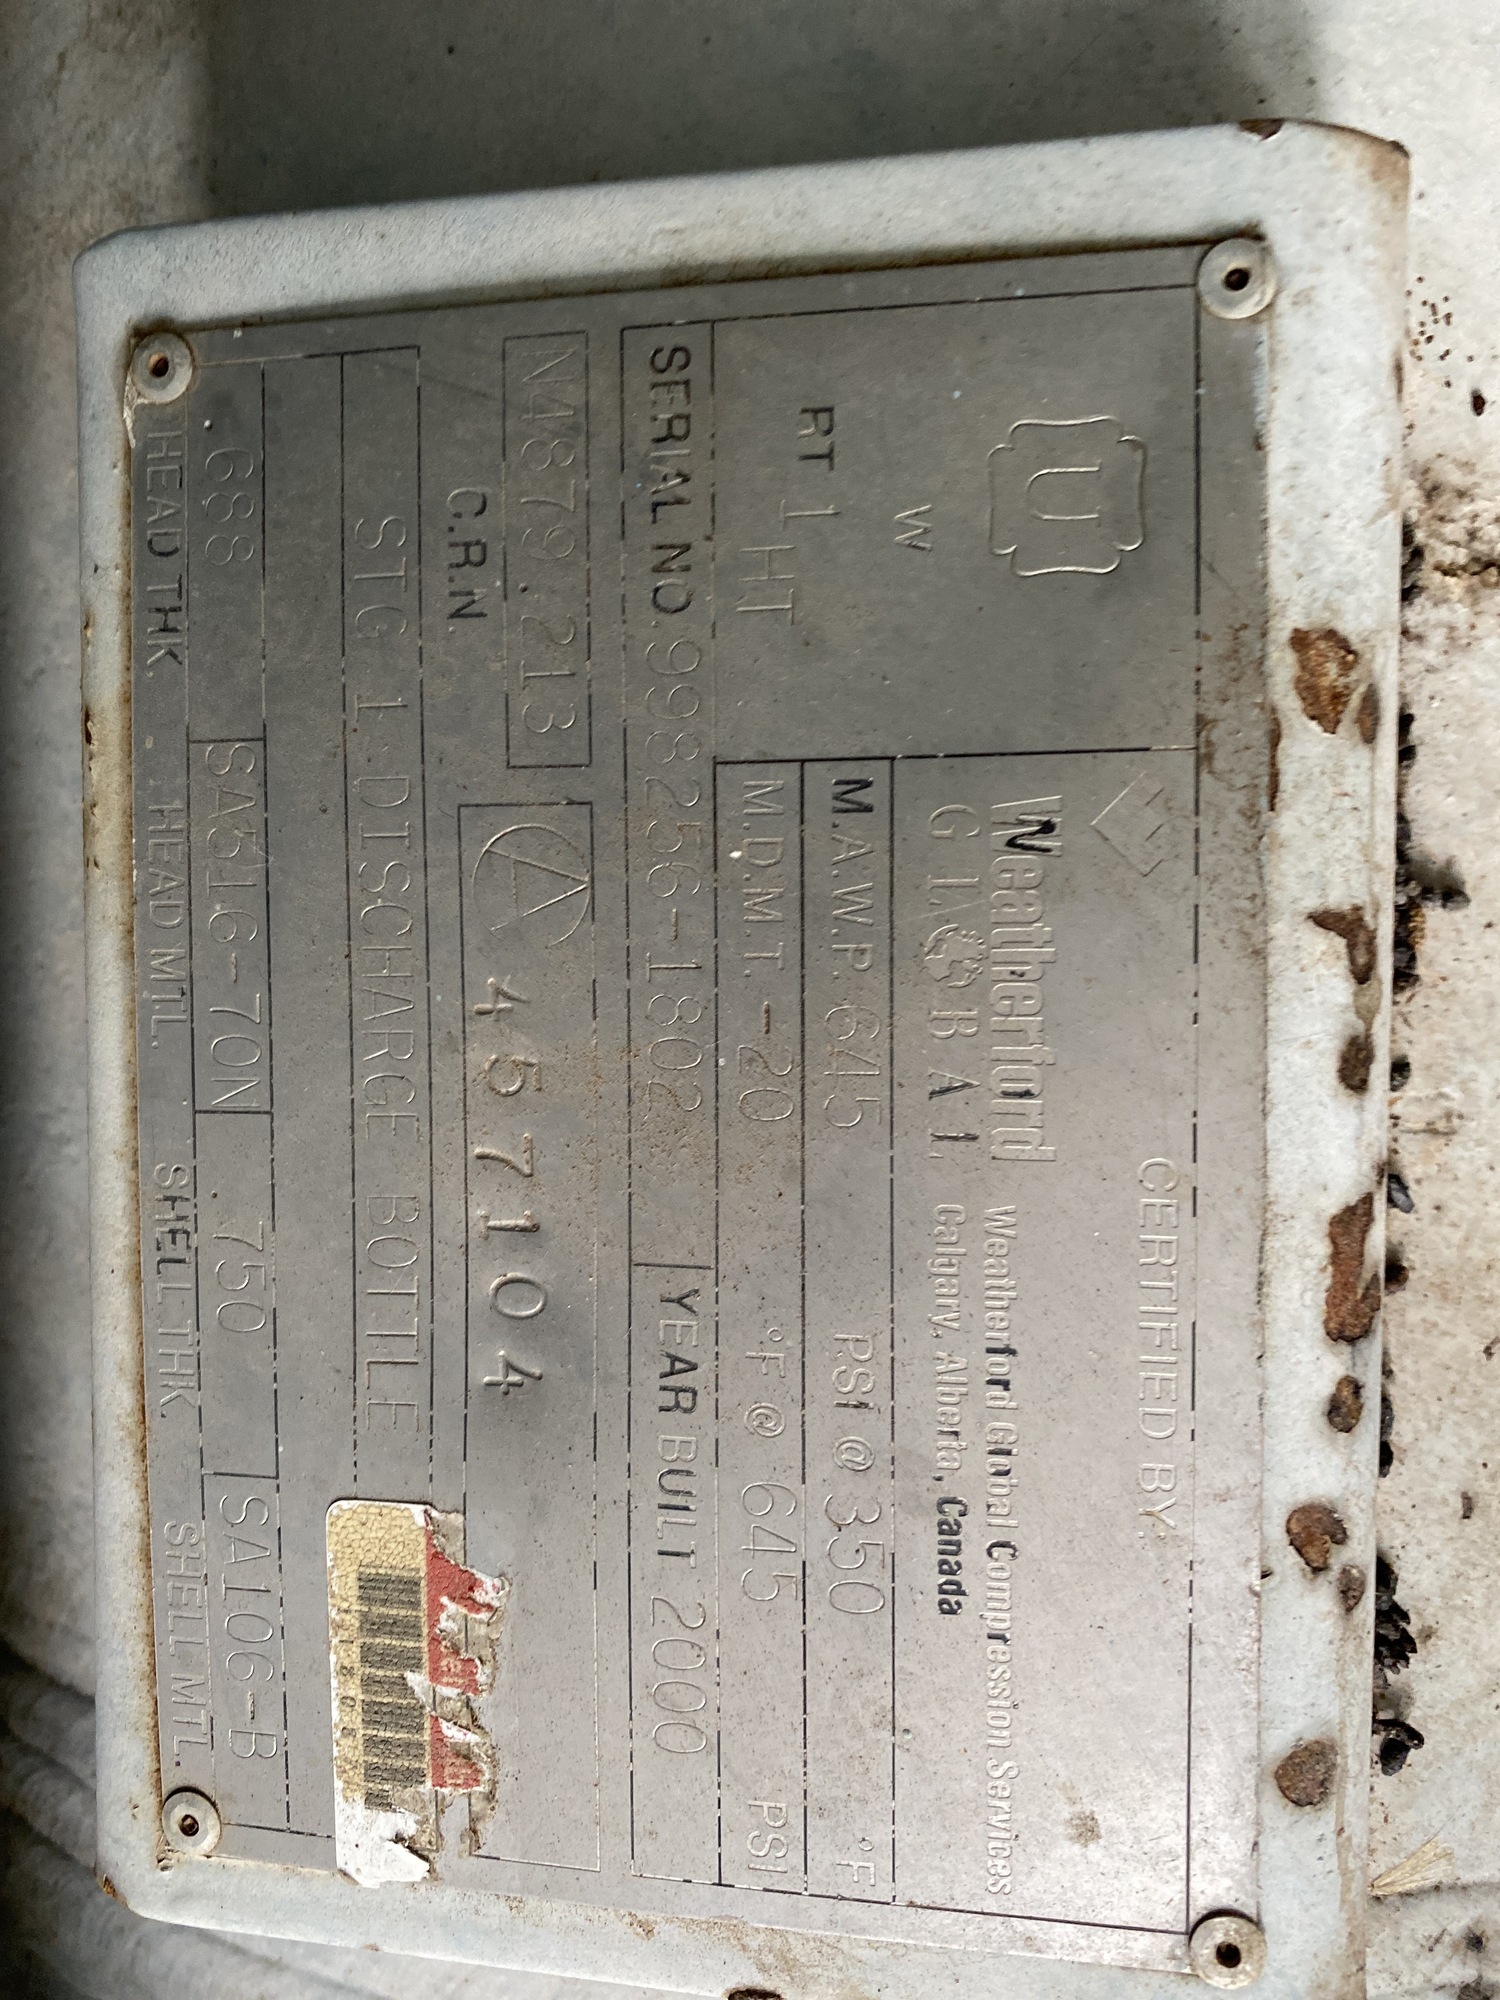 CERTIFIED BY:
U
W
RT 1 HT
Weatherford
GLOBAL
Weatherford Global Compression Services
Calgary, Alberta, Canada
M.A.W.P. 645 PSI @ 350 °F
M.D.M.T. -20 °F @ 645 PSI
SERIAL NO. 998256-1802 YEAR BUILT 2000
N4879.213
C.R.N.
A 457104
STG 1 DISCHARGE BOTTLE
.688 SA516-70N .750 SA106-B
HEAD THK. HEAD MTL. SHELL THK. SHELL MTL.